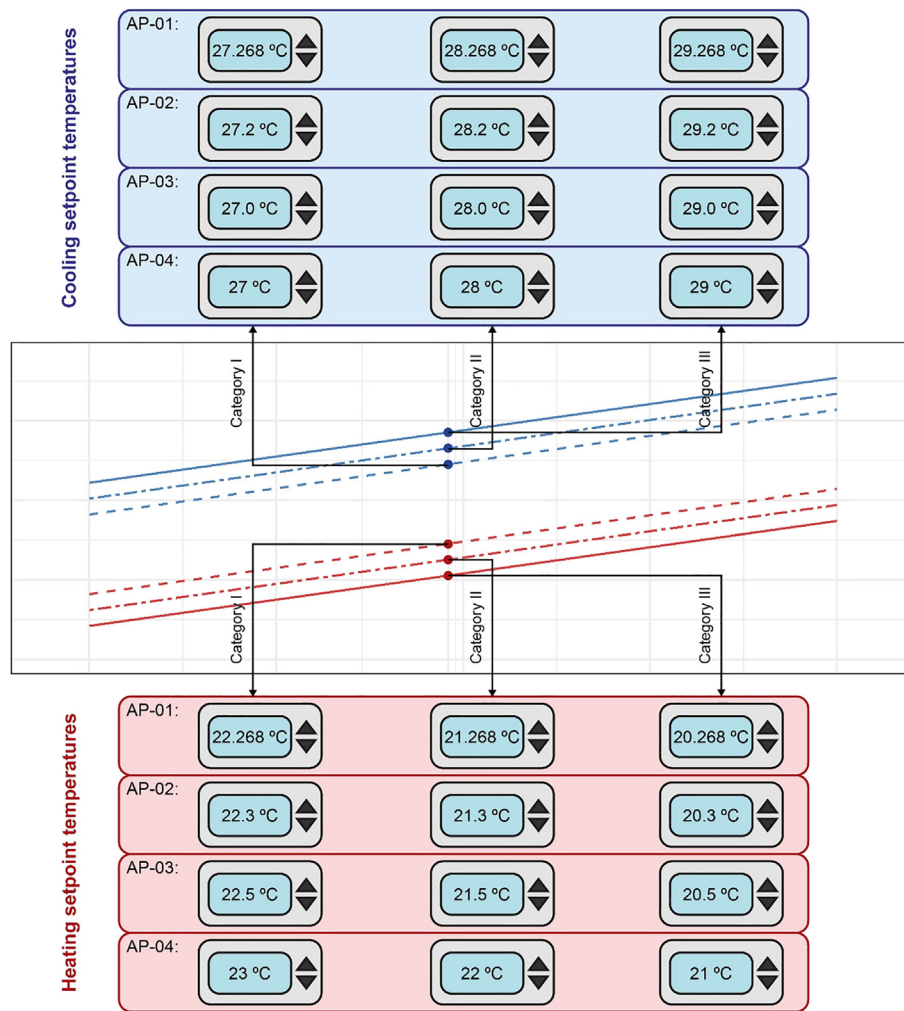 Cooling setpoint temperatures
AP-01:
27.268 ºC
28.268 ºC
29.268 ºC
AP-02:
27.2 ºC
28.2 ºC
29.2 ºC
AP-03:
27.0 ºC
28.0 ºC
29.0 ºC
AP-04:
27 ºC
28 ºC
29 ºC
Category I
Category II
Category III
Category I
Category II
Category III
Heating setpoint temperatures
AP-01:
22.268 ºC
21.268 ºC
20.268 ºC
AP-02:
22.3 ºC
21.3 ºC
20.3 ºC
AP-03:
22.5 ºC
21.5 ºC
20.5 ºC
AP-04:
23 ºC
22 ºC
21 ºC